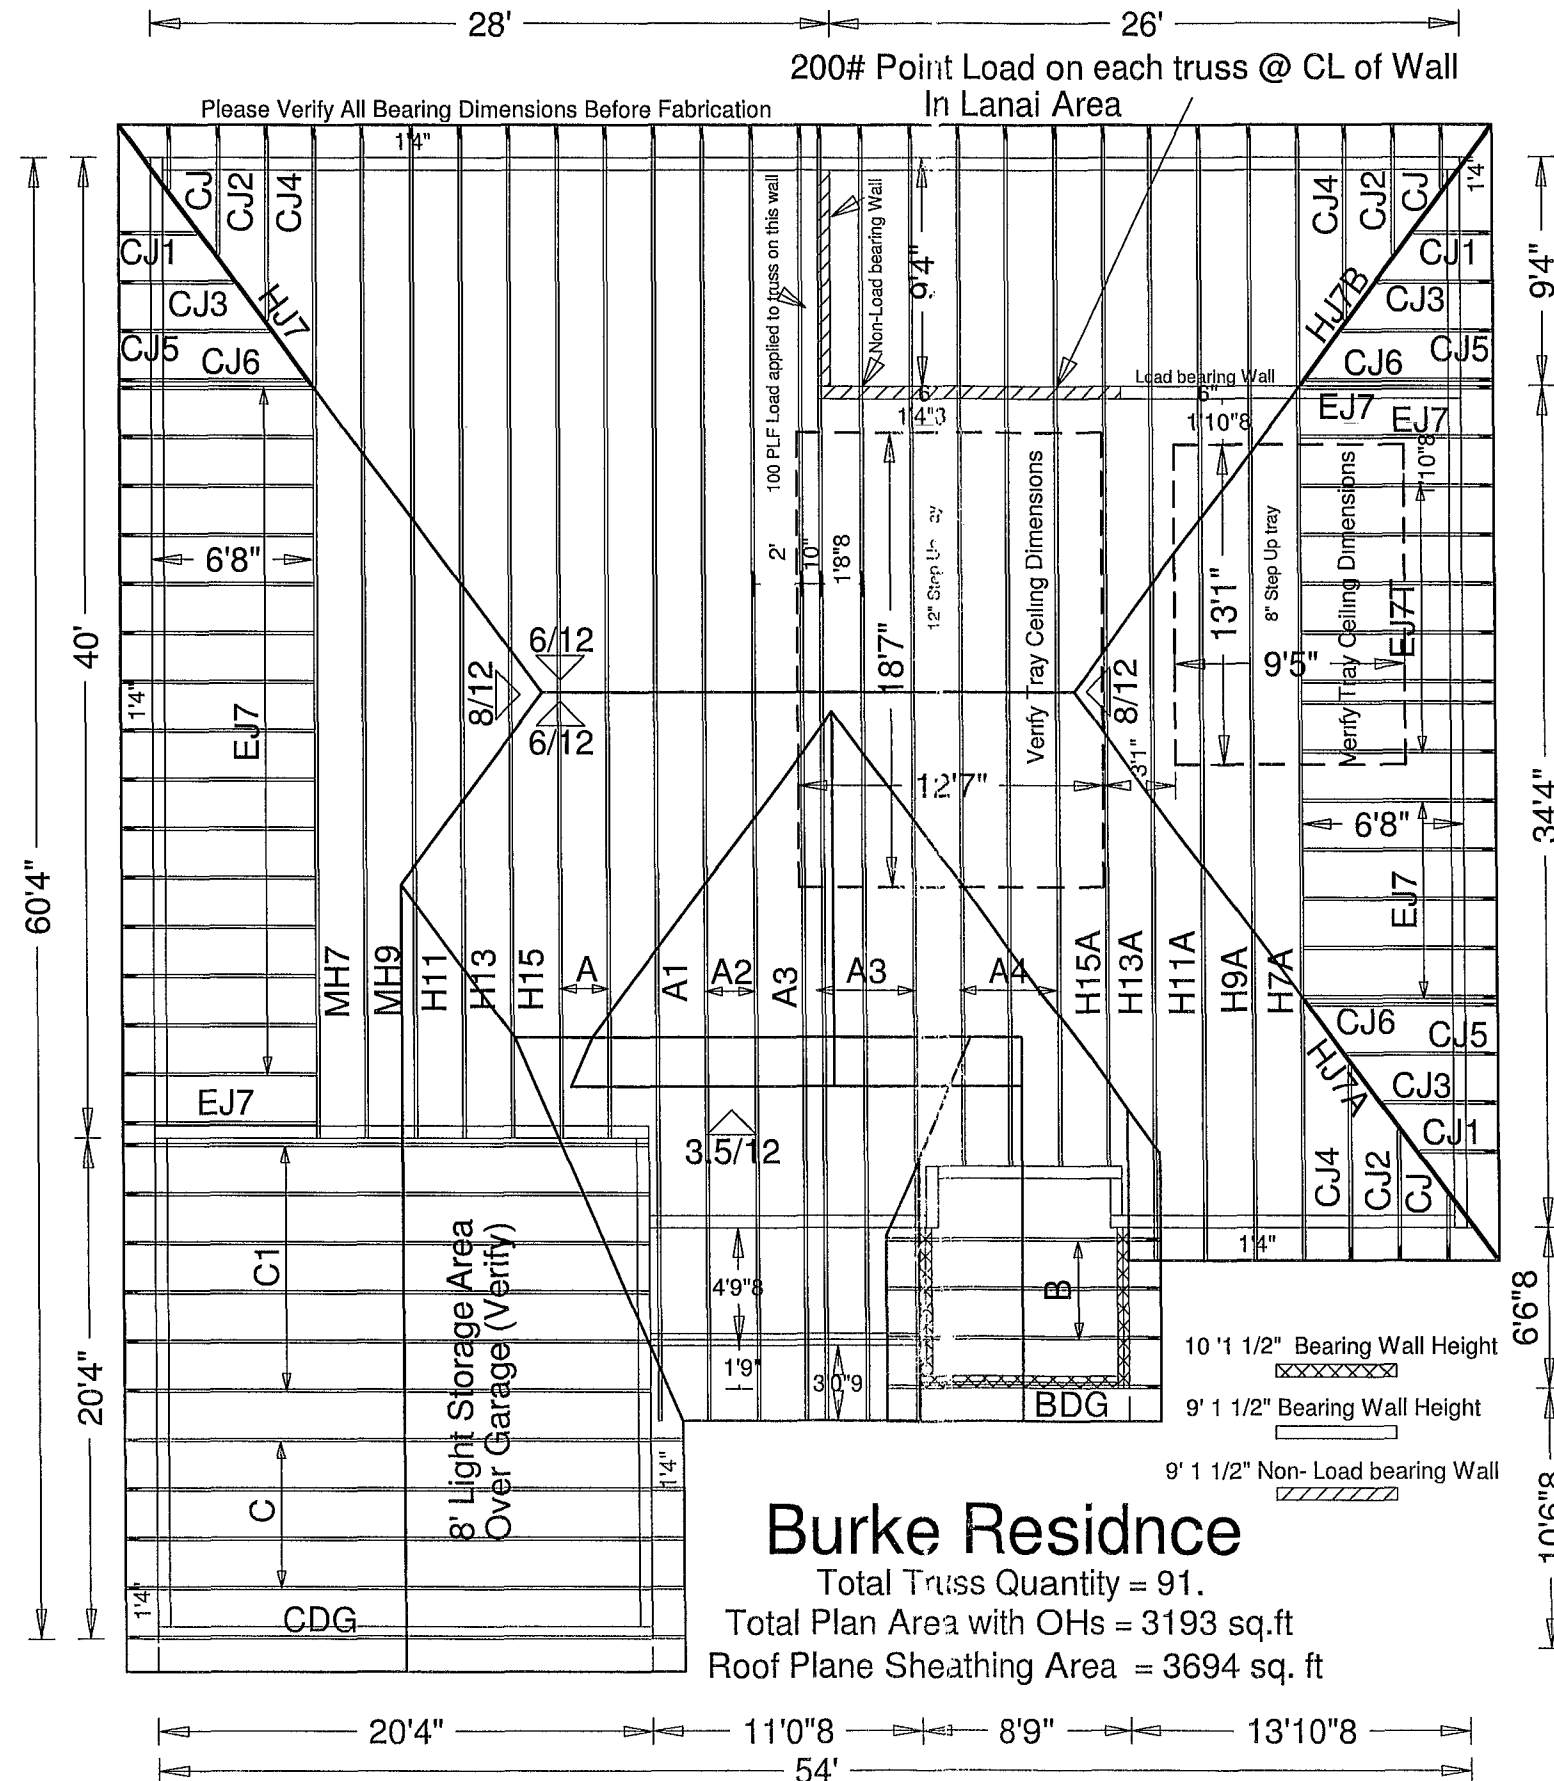 28'
26'
200# Point Load on each truss @ CL of Wall
In Lanai Area
Please Verify All Bearing Dimensions Before Fabrication
1'4"
CJ
CJ2
CJ4
CJ1
CJ3
CJ5
CJ6
HJ7
100 PLF Load applied to truss on this wall
Non-Load bearing Wall
9'4"
CJ4
CJ2
CJ
1'4"
CJ1
CJ3
CJ5
CJ6
HJ7B
9'4"
Load bearing Wall
6"
6"
1'4"3
1'10"8
EJ7
EJ7
1'10"8
6'8"
2'
10"
1'8"8
12" Step Up
18'7"
Verify Tray Ceiling Dimensions
13'1"
8" Step Up tray
9'5"
Verify Tray Ceiling Dimensions
EJ7
40'
60'4"
1'4"
EJ7
6/12
8/12
6/12
8/12
3'1"
12'7"
6'8"
34'4"
EJ7
MH7
MH9
H11
H13
H15
A
A1
A2
A3
A3
A4
H15A
H13A
H11A
H9A
H7A
CJ6
CJ5
HJ7A
CJ3
CJ1
CJ4
CJ2
CJ
EJ7
3.5/12
1'4"
20'4"
C1
8' Light Storage Area
Over Garage (Verify)
4'9"8
1'9"
3'0"9
B
BDG
6'6"8
10 '1 1/2" Bearing Wall Height
9' 1 1/2" Bearing Wall Height
9' 1 1/2" Non- Load bearing Wall
10'6"8
C
1'4"
1'4"
CDG
Burke Residnce
Total Truss Quantity = 91.
Total Plan Area with OHs = 3193 sq.ft
Roof Plane Sheathing Area = 3694 sq. ft
20'4"
11'0"8
8'9"
13'10"8
54'